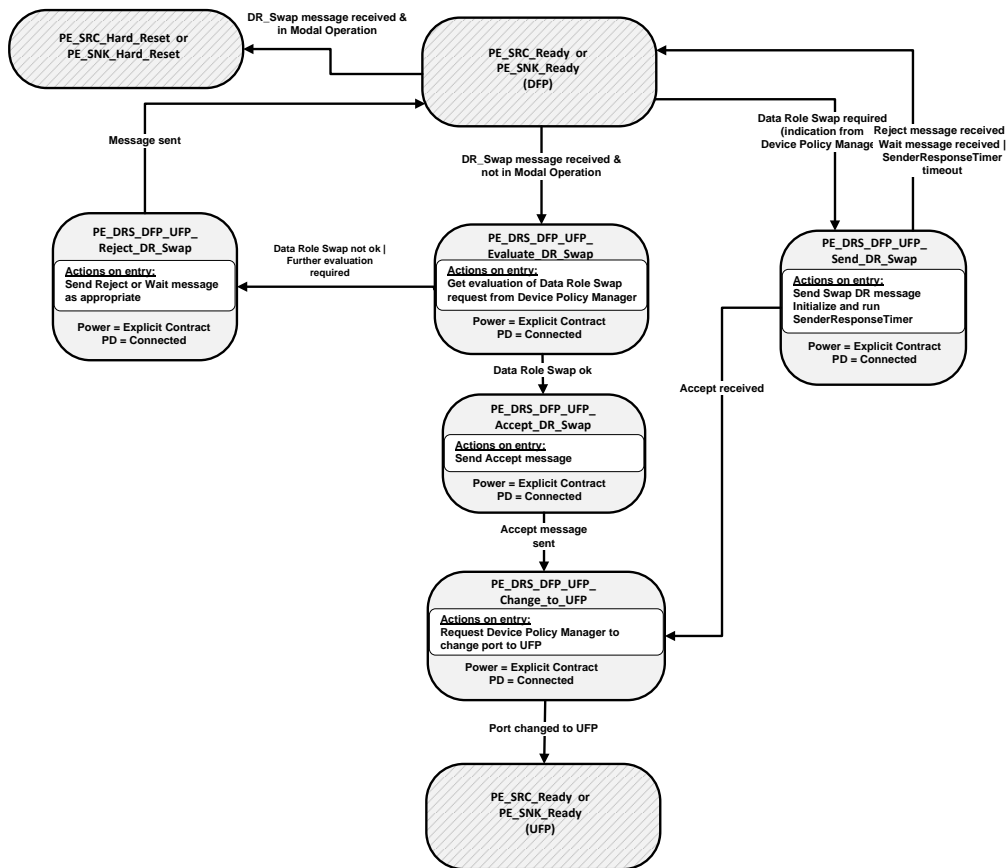 DR_Swap message received &
in Modal Operation
PE_SRC_Hard_Reset or
PE_SNK_Hard_Reset
PE_SRC_Ready or
PE_SNK_Ready
(DFP)
Message sent
DR_Swap message received &
not in Modal Operation
Data Role Swap required
(indication from
Device Policy Manage
Reject message received
Wait message received |
SenderResponseTimer
timeout
PE_DRS_DFP_UFP_
Reject_DR_Swap
Actions on entry:
Send Reject or Wait message
as appropriate
Power = Explicit Contract
PD = Connected
Data Role Swap not ok |
Further evaluation
required
PE_DRS_DFP_UFP_
Evaluate_DR_Swap
Actions on entry:
Get evaluation of Data Role Swap
request from Device Policy Manager
Power = Explicit Contract
PD = Connected
PE_DRS_DFP_UFP_
Send_DR_Swap
Actions on entry:
Send Swap DR message
Initialize and run
SenderResponseTimer
Power = Explicit Contract
PD = Connected
Data Role Swap ok
Accept received
PE_DRS_DFP_UFP_
Accept_DR_Swap
Actions on entry:
Send Accept message
Power = Explicit Contract
PD = Connected
Accept message
sent
PE_DRS_DFP_UFP_
Change_to_UFP
Actions on entry:
Request Device Policy Manager to
change port to UFP
Power = Explicit Contract
PD = Connected
Port changed to UFP
PE_SRC_Ready or
PE_SNK_Ready
(UFP)